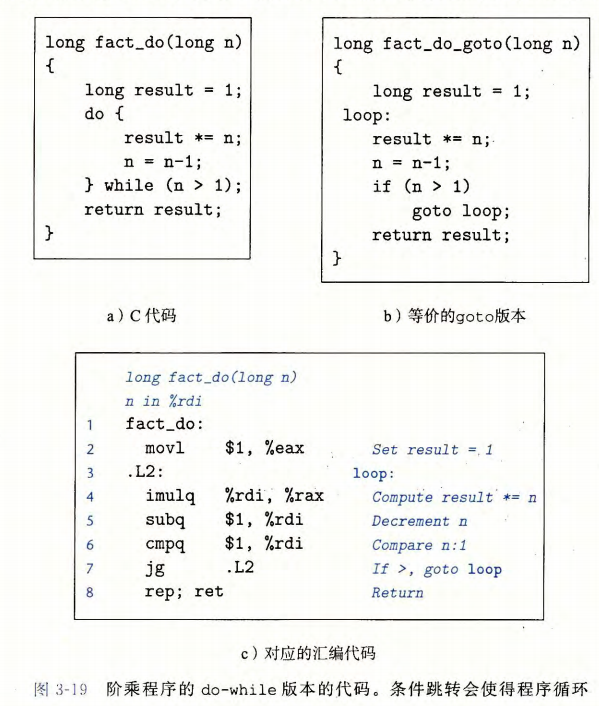 long fact_do(long n)
{
    long result = 1;
    do {
        result *= n;
        n = n-1;
    } while (n > 1);
    return result;
}
long fact_do_goto(long n)
{
    long result = 1;
 loop:
    result *= n;
    n = n-1;
    if (n > 1)
        goto loop;
    return result;
}
a）C代码
b）等价的goto版本
long fact_do(long n)
n in %rdi
1 fact_do:
2   movl    $1, %eax    Set result = 1
3 .L2:    loop:
4   imulq   %rdi, %rax    Compute result *= n
5   subq    $1, %rdi    Decrement n
6   cmpq    $1, %rdi    Compare n:1
7   jg      .L2    If >, goto loop
8   rep; ret    Return
c）对应的汇编代码
图 3-19 阶乘程序的 do-while 版本的代码。条件跳转会使得程序循环